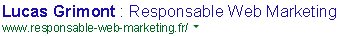 Lucas Grimont : Responsable Web Marketing
www.responsable-web-marketing.fr/